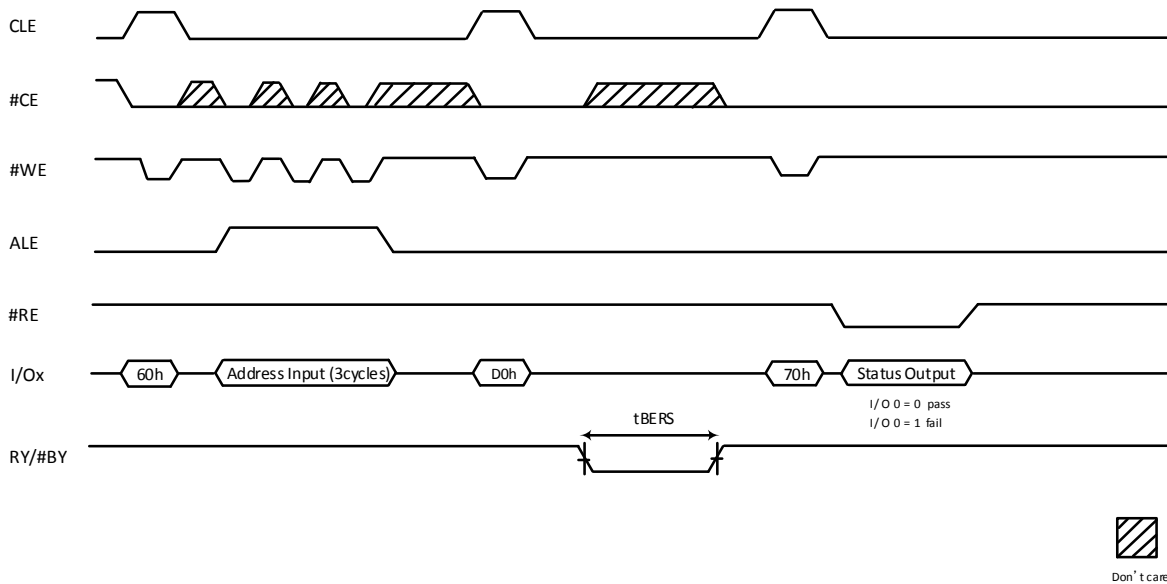 CLE
#CE
#WE
ALE
#RE
I/Ox 60h Address Input (3cycles) D0h 70h Status Output
I/O 0 = 0 pass
I/O 0 = 1 fail
tBERS
RY/#BY
Don't care